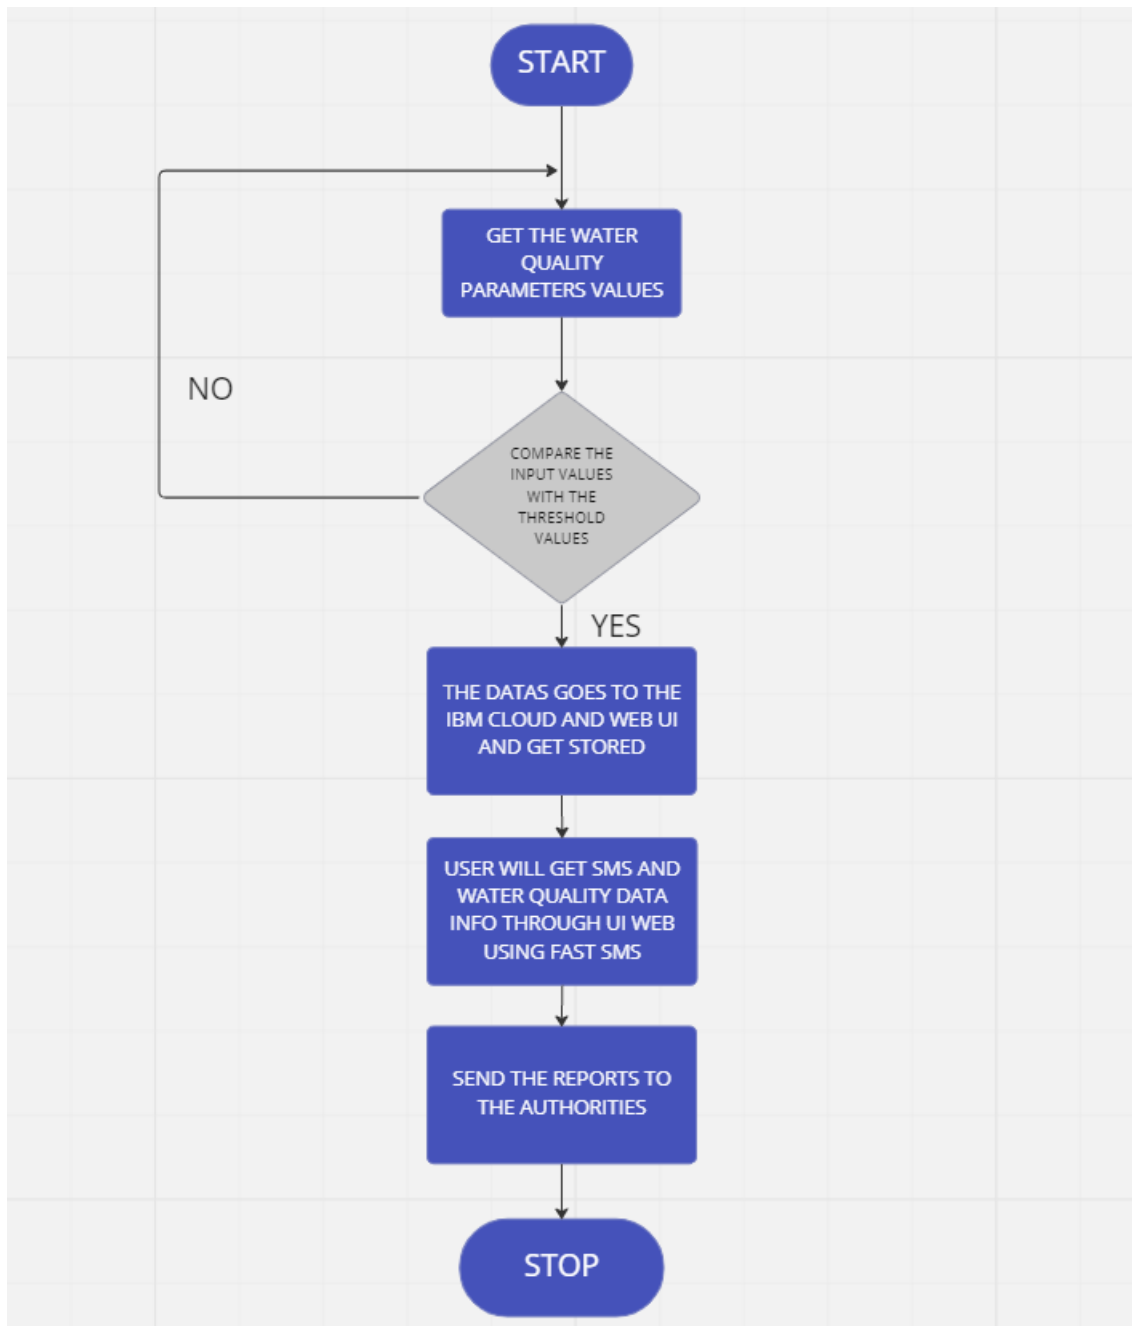 START
GET THE WATER
QUALITY
PARAMETERS VALUES
NO
COMPARE THE
INPUT VALUES
WITH THE
THRESHOLD
VALUES
YES
THE DATAS GOES TO THE
IBM CLOUD AND WEB UI
AND GET STORED
USER WILL GET SMS AND
WATER QUALITY DATA
INFO THROUGH UI WEB
USING FAST SMS
SEND THE REPORTS TO
THE AUTHORITIES
STOP